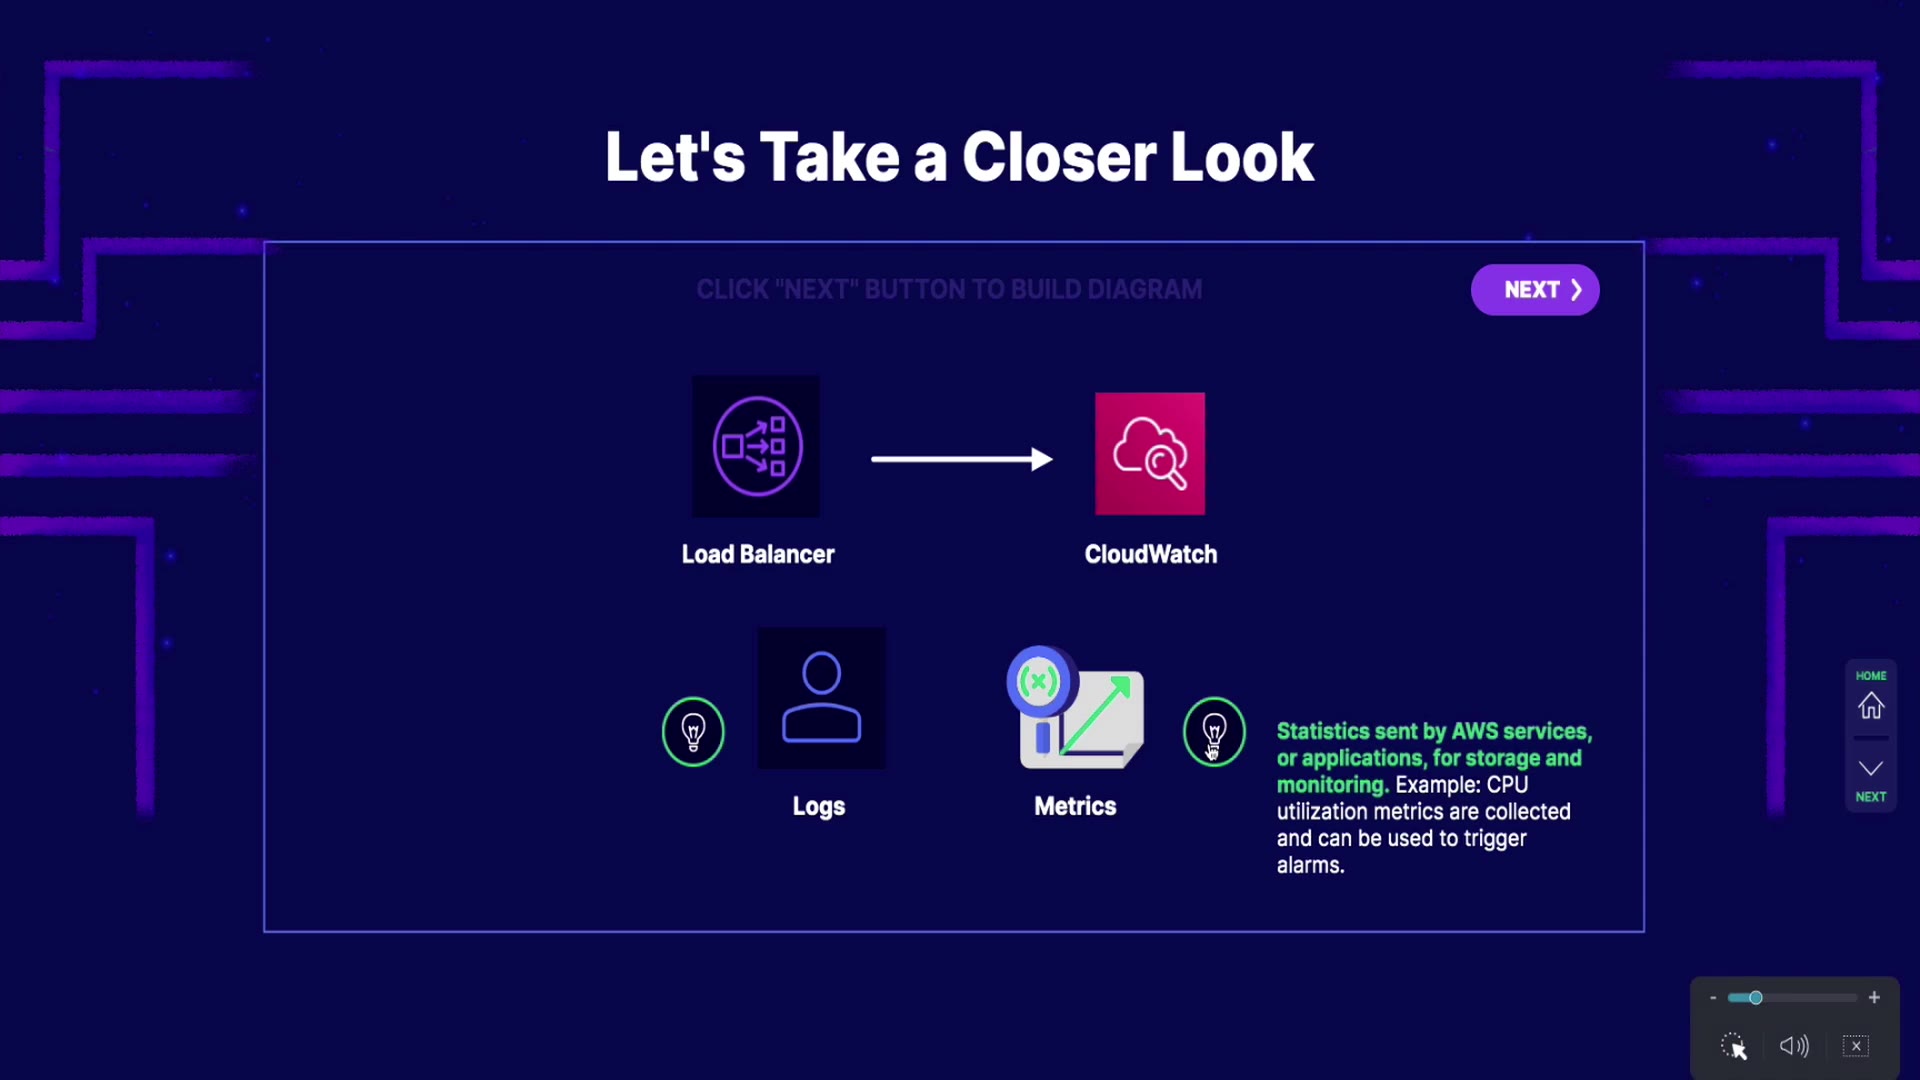 Let's Take a Closer Look
CLICK "NEXT" BUTTON TO BUILD DIAGRAM
NEXT
Load Balancer
CloudWatch
Logs
Metrics
Statistics sent by AWS services,
or applications, for storage and
monitoring. Example: CPU
utilization metrics are collected
and can be used to trigger
alarms.
HOME
NEXT